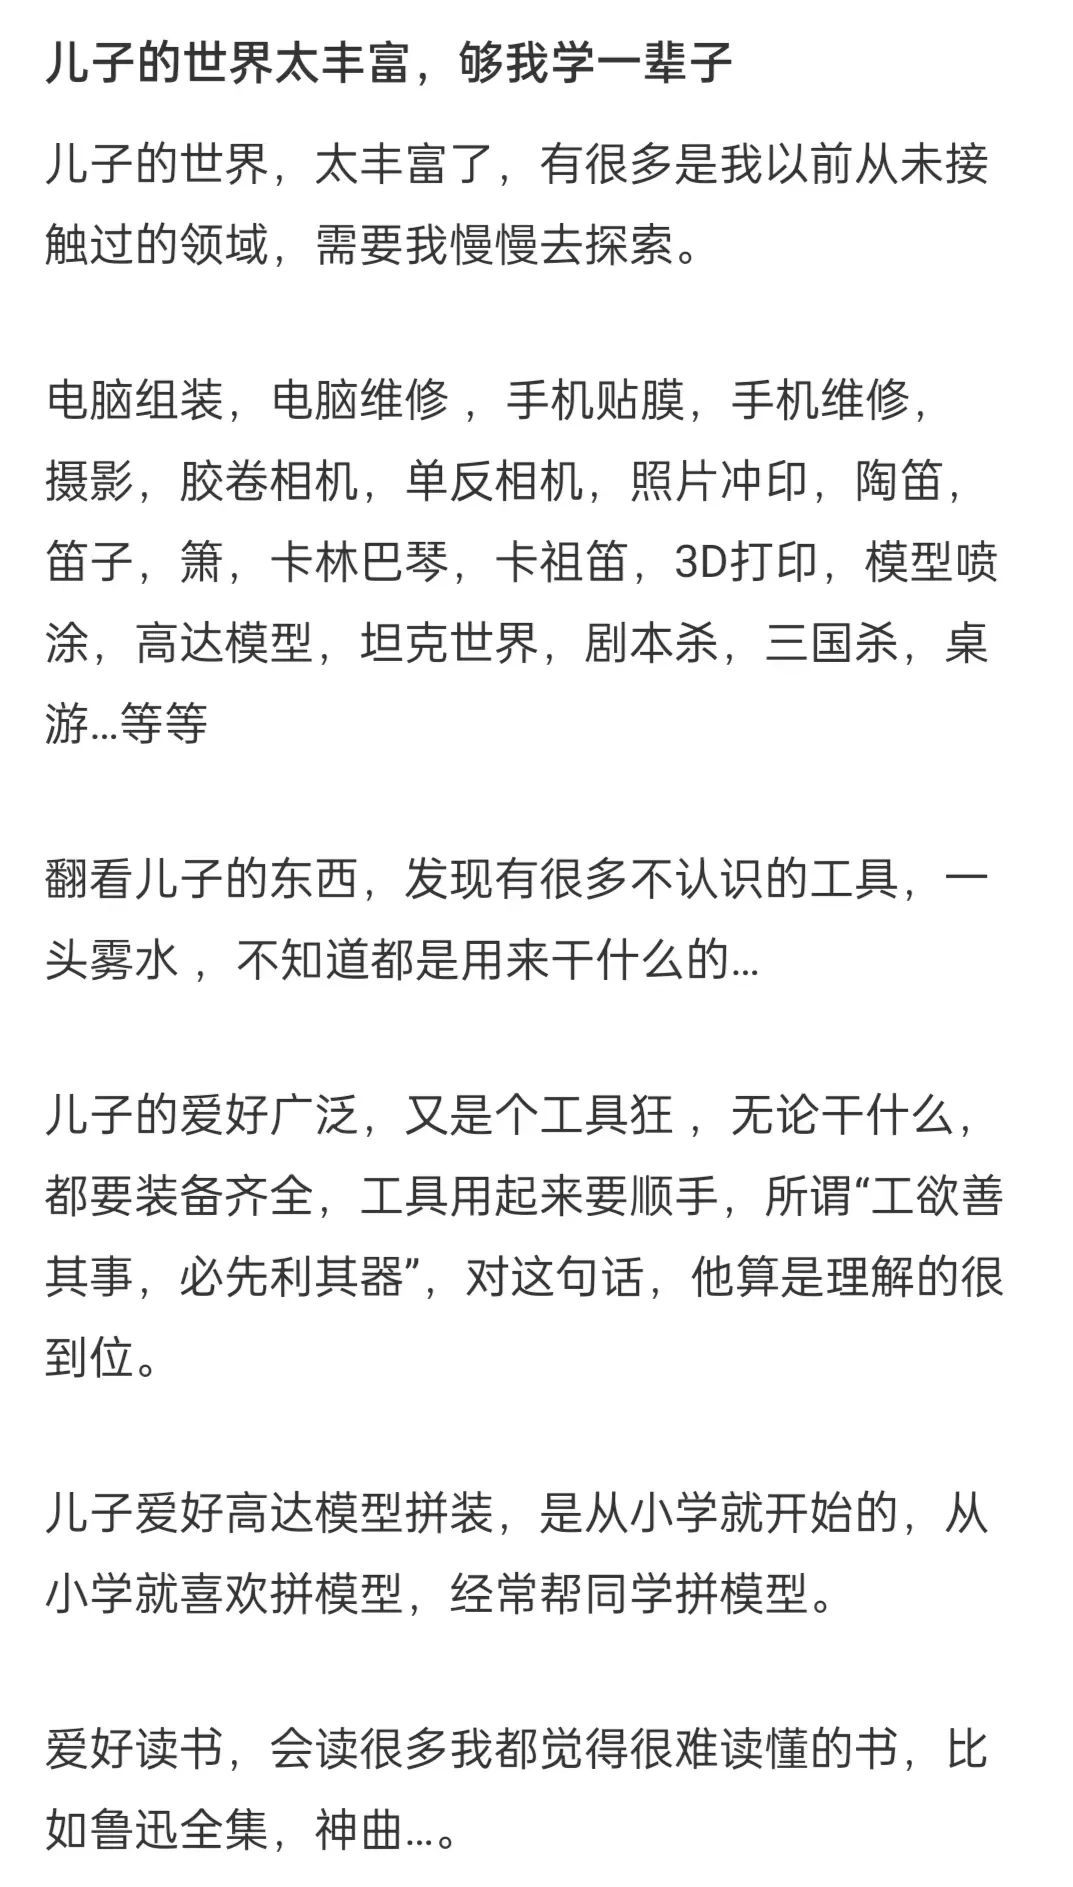 儿子的世界太丰富，够我学一辈子
儿子的世界，太丰富了，有很多是我以前从未接
触过的领域，需要我慢慢去探索。
电脑组装，电脑维修 ，手机贴膜，手机维修，
摄影，胶卷相机，单反相机，照片冲印，陶笛，
笛子，箫，卡林巴琴，卡祖笛，3D打印，模型喷
涂，高达模型，坦克世界，剧本杀，三国杀，桌
游...等等
翻看儿子的东西，发现有很多不认识的工具，一
头雾水 ，不知道都是用来干什么的...
儿子的爱好广泛，又是个工具狂 ，无论干什么，
都要装备齐全，工具用起来要顺手，所谓“工欲善
其事，必先利其器”，对这句话，他算是理解的很
到位。
儿子爱好高达模型拼装，是从小学就开始的，从
小学就喜欢拼模型，经常帮同学拼模型。
爱好读书，会读很多我都觉得很难读懂的书，比
如鲁迅全集，神曲...。